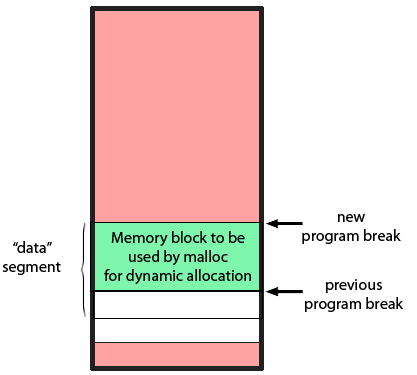 new
program break
“data”
segment
Memory block to be
used by malloc
for dynamic allocation
previous
program break